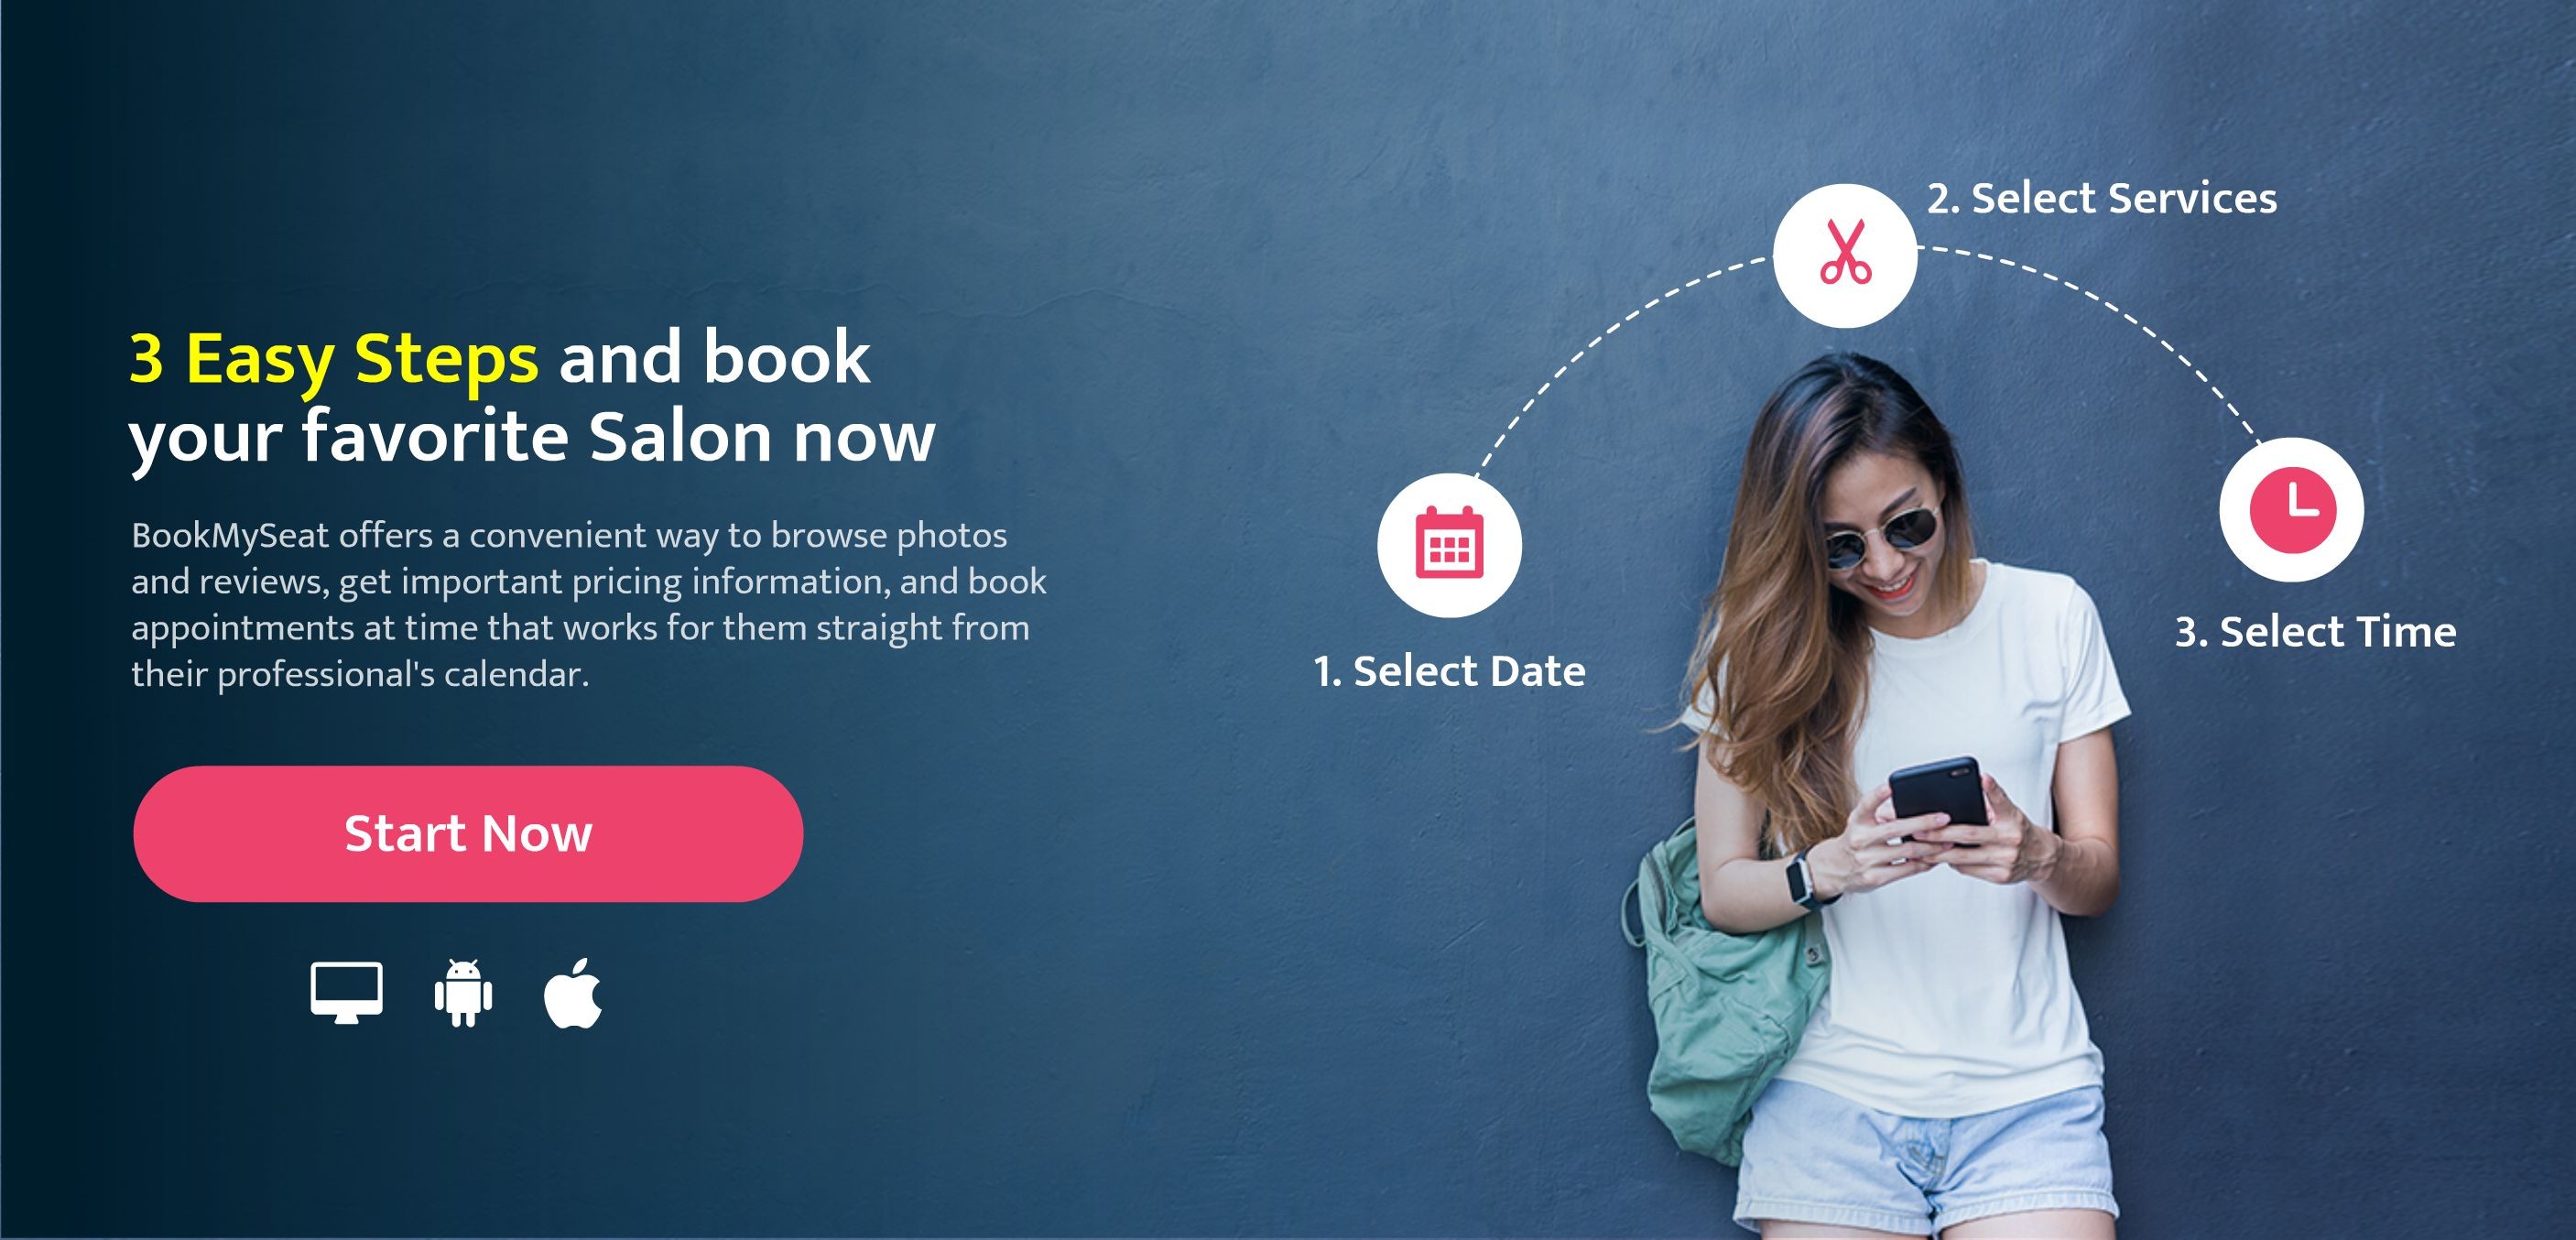 3 Easy Steps and book
your favorite Salon now
BookMySeat offers a convenient way to browse photos
and reviews, get important pricing information, and book
appointments at time that works for them straight from
their professional's calendar.
Start Now
1. Select Date
2. Select Services
3. Select Time